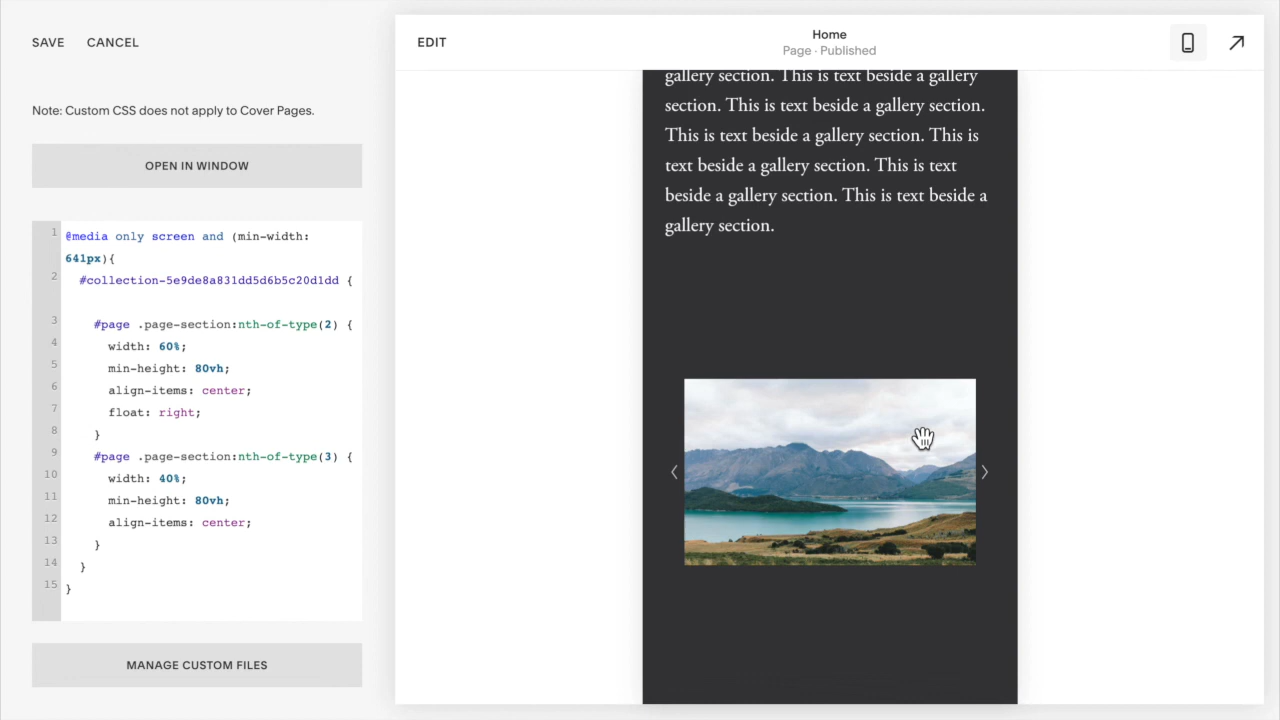 SAVE CANCEL
Note: Custom CSS does not apply to Cover Pages.
OPEN IN WINDOW
1 @media only screen and (min-width:
641px){
2 #collection-5e9de8a831dd5d6b5c20d1dd {
3 #page .page-section:nth-of-type(2) {
4 width: 60%;
5 min-height: 80vh;
6 align-items: center;
7 float: right;
8 }
9 #page .page-section:nth-of-type(3) {
10 width: 40%;
11 min-height: 80vh;
12 align-items: center;
13 }
14 }
15 }
MANAGE CUSTOM FILES
EDIT
Home
Page · Published
gallery section. This is text beside a gallery
section. This is text beside a gallery section.
This is text beside a gallery section. This is
text beside a gallery section. This is text
beside a gallery section. This is text beside a
gallery section.